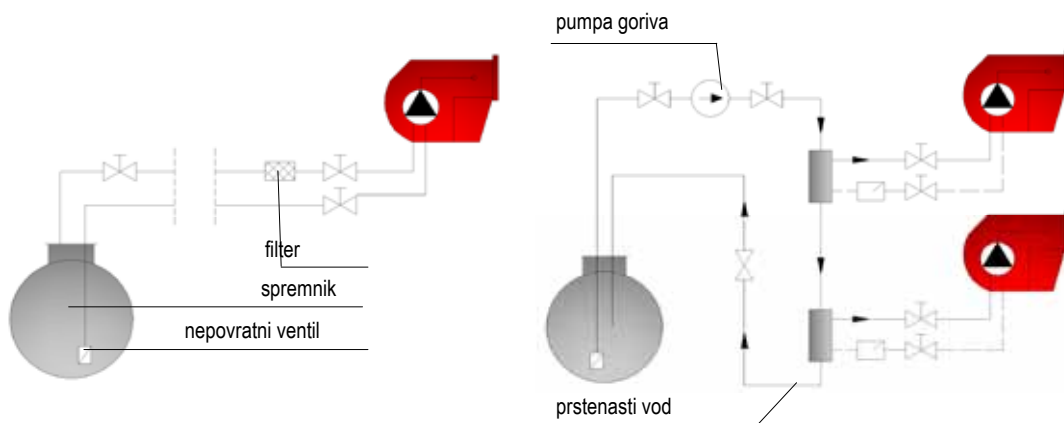 pumpa goriva
filter
spremnik
nepovratni ventil
prstenasti vod